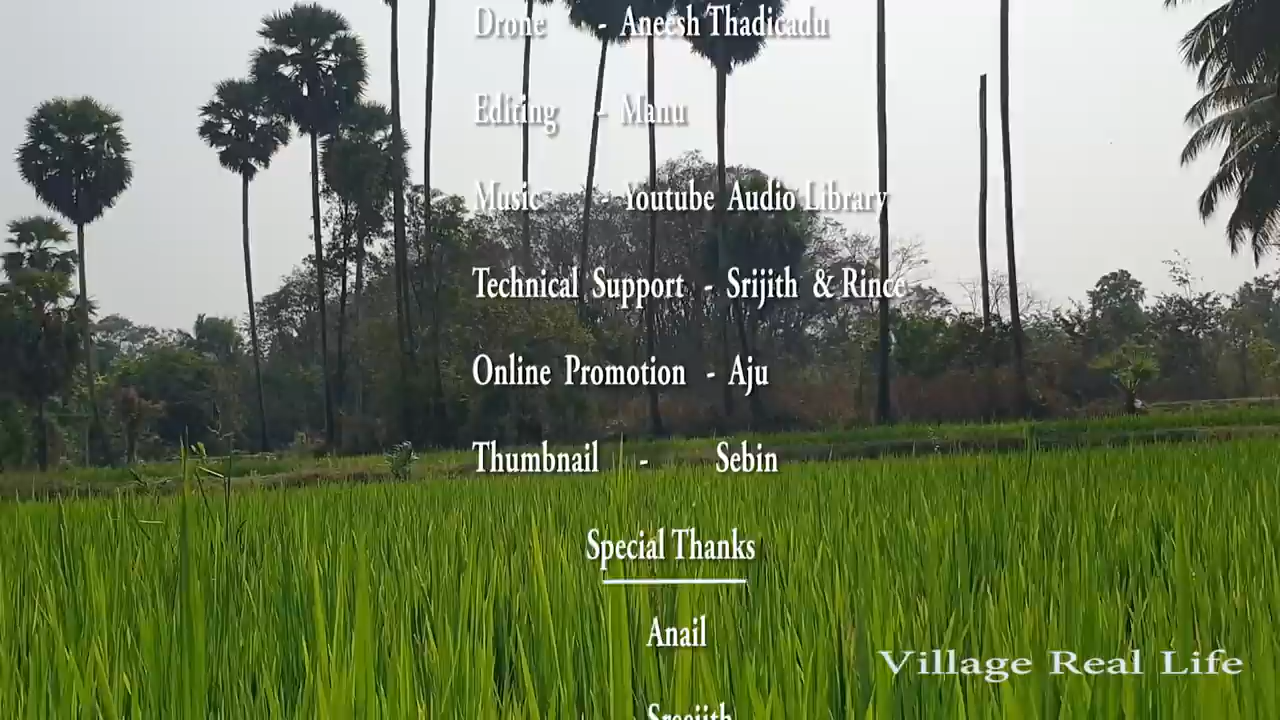 Drone - Aneesh Thadicadu
Editing - Manu
Music - Youtube Audio Library
Technical Support - Srijith & Rince
Online Promotion - Aju
Thumbnail - Sebin
Special Thanks
Anail
Sreejith
Village Real Life